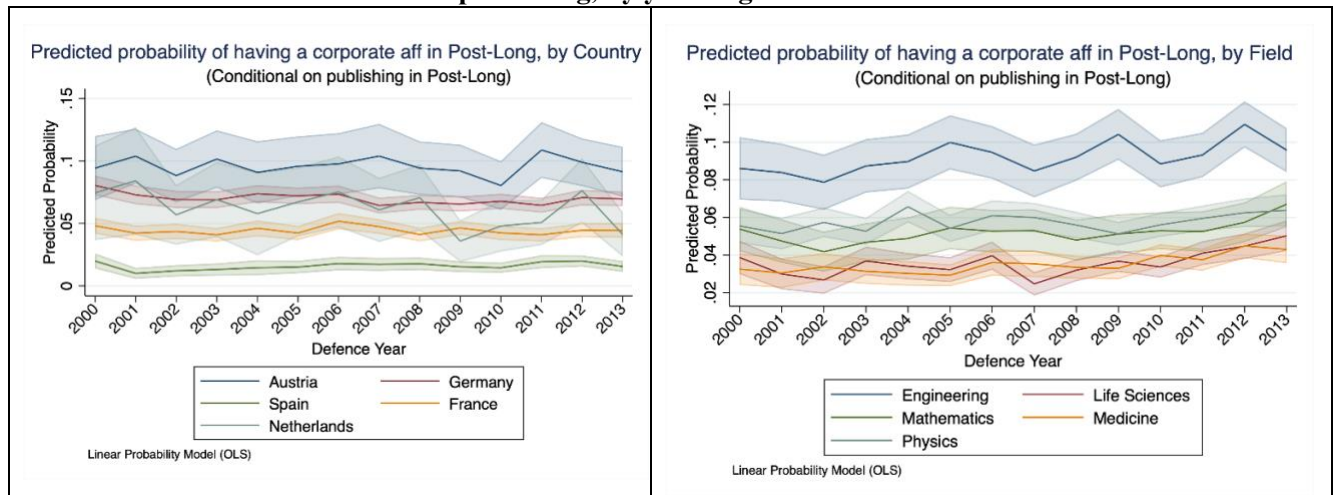 Predicted probability of having a corporate aff in Post-Long, by Country
(Conditional on publishing in Post-Long)
Predicted Probability
.15
.1
.05
0
2000 2001 2002 2003 2004 2005 2006 2007 2008 2009 2010 2011 2012 2013
Defence Year
Austria Germany
Spain France
Netherlands
Linear Probability Model (OLS)
Predicted probability of having a corporate aff in Post-Long, by Field
(Conditional on publishing in Post-Long)
Predicted Probability
.12
.1
.08
.06
.04
.02
2000 2001 2002 2003 2004 2005 2006 2007 2008 2009 2010 2011 2012 2013
Defence Year
Engineering Life Sciences
Mathematics Medicine
Physics
Linear Probability Model (OLS)